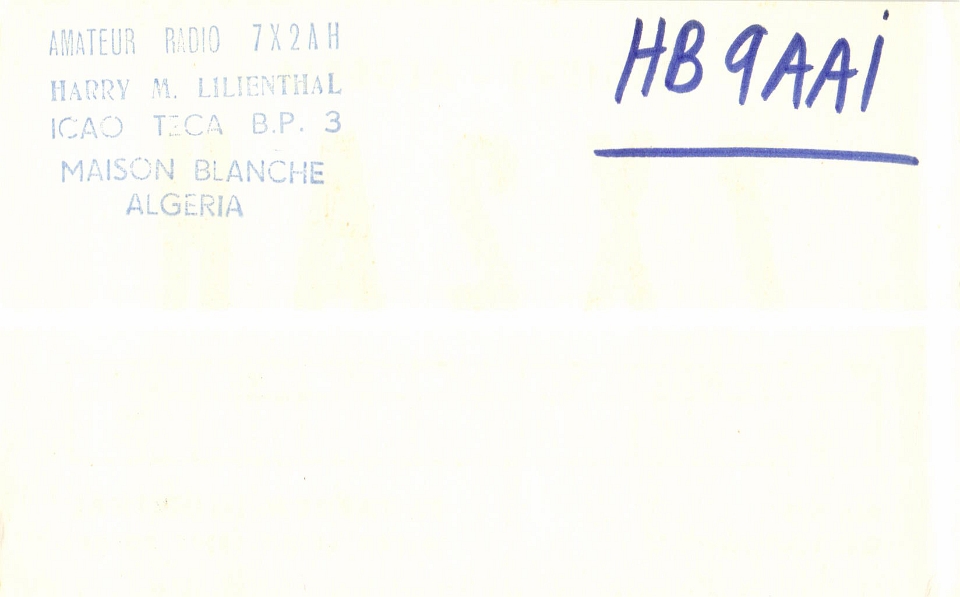 AMATEUR RADIO 7X2AH
HARRY M. LILIENTHAL
ICAO TECA B.P. 3
MAISON BLANCHE
ALGERIA
HB9AAi